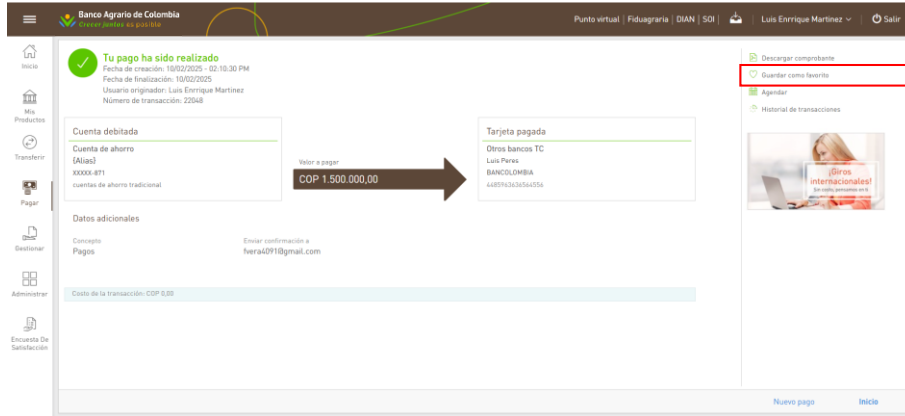 Banco Agrario de Colombia
Crecer juntos es posible
Punto virtual | Fiduagraria | DIAN | SOI |
Luis Enrrique Martinez
Salir
Inicio
Mis
Productos
Transferir
Pagar
Gestionar
Administrar
Encuesta De
Satisfacción
Tu pago ha sido realizado
Fecha de creación: 10/02/2025 - 02:10:30 PM
Fecha de finalización: 10/02/2025
Usuario originador: Luis Enrrique Martinez
Número de transacción: 22048
Cuenta debitada
Cuenta de ahorro
{Alias}
XXXXX-871
cuentas de ahorro tradicional
Valor a pagar
COP 1.500.000,00
Tarjeta pagada
Otros bancos TC
Luis Peres
BANCOLOMBIA
4485963636564556
Datos adicionales
Concepto
Pagos
Enviar confirmación a
fvera4091@gmail.com
Costo de la transacción: COP 0,00
Descargar comprobante
Guardar como favorito
Agendar
Historial de transacciones
¡Giros
internacionales!
Nuevo pago
Inicio